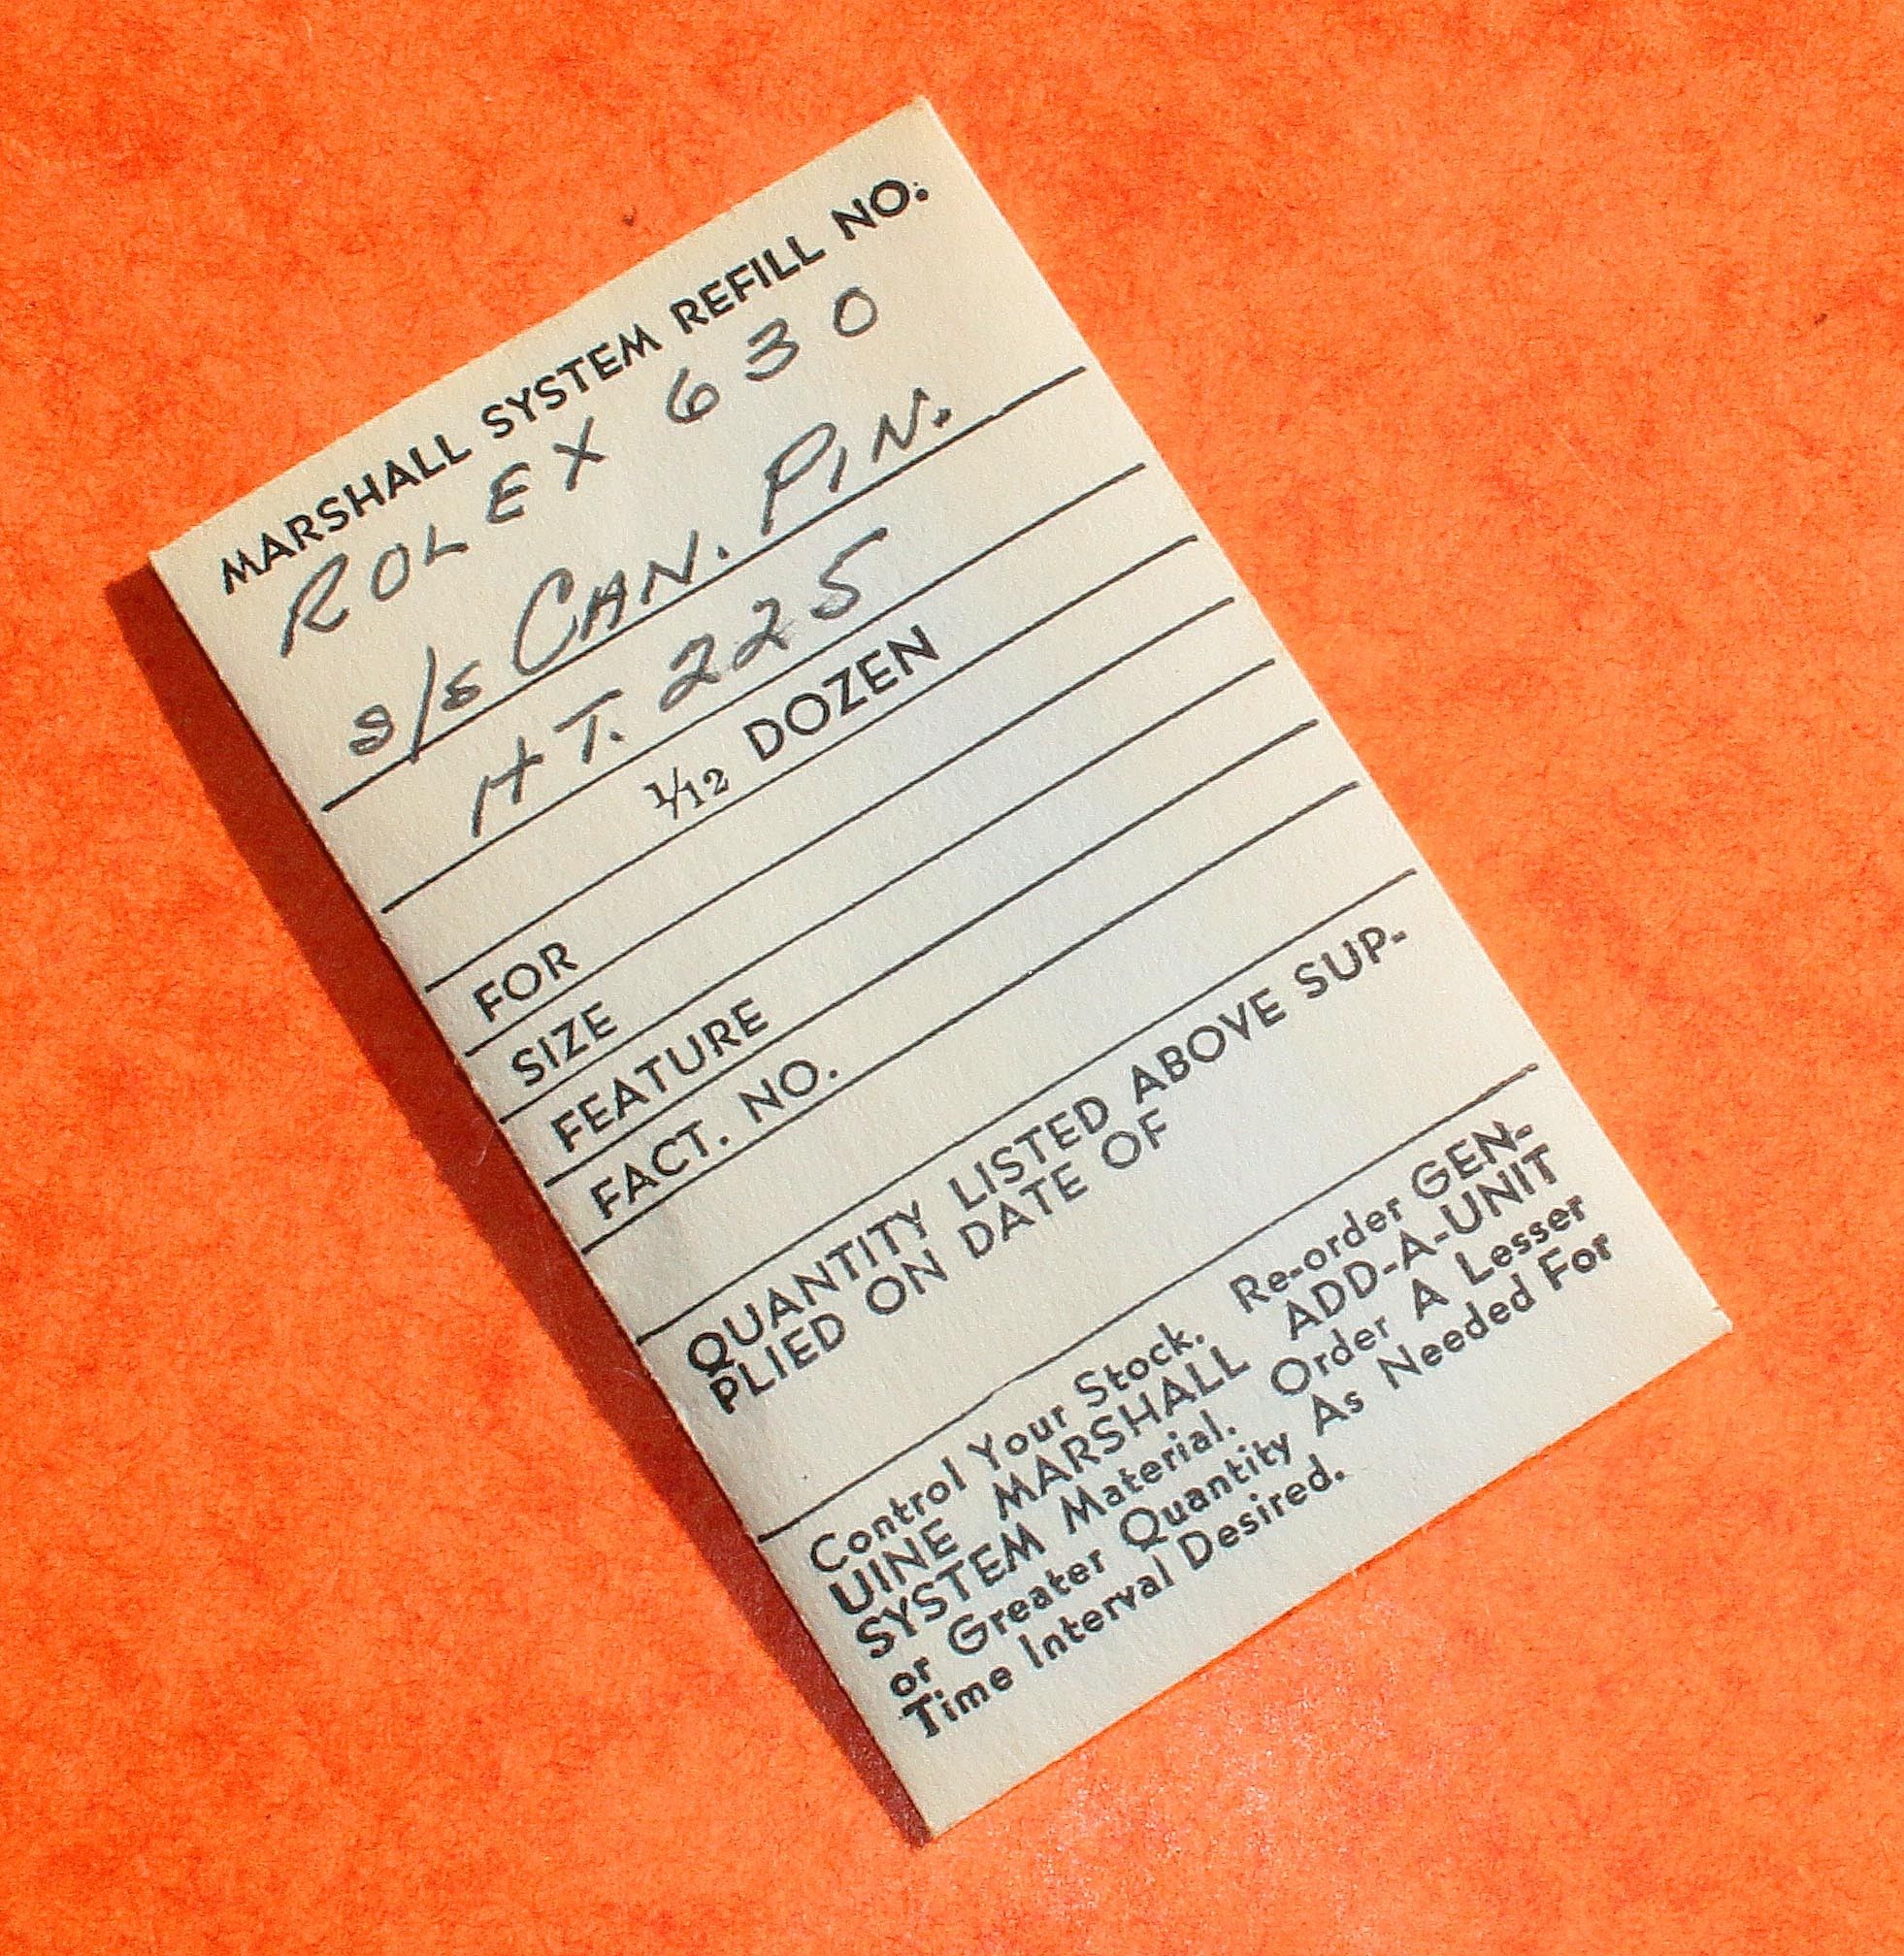 MARSHALL SYSTEM REFILL NO.
ROLEX 630
s/s CAN. PIN.
HT. 225
1/12 DOZEN
FOR
SIZE
FEATURE
FACT. NO.
QUANTITY LISTED ABOVE SUP-
PLIED ON DATE OF
Control Your Stock. Re-order GEN-
UINE MARSHALL ADD-A-UNIT
SYSTEM Material. Order A Lesser
or Greater Quantity As Needed For
Time Interval Desired.